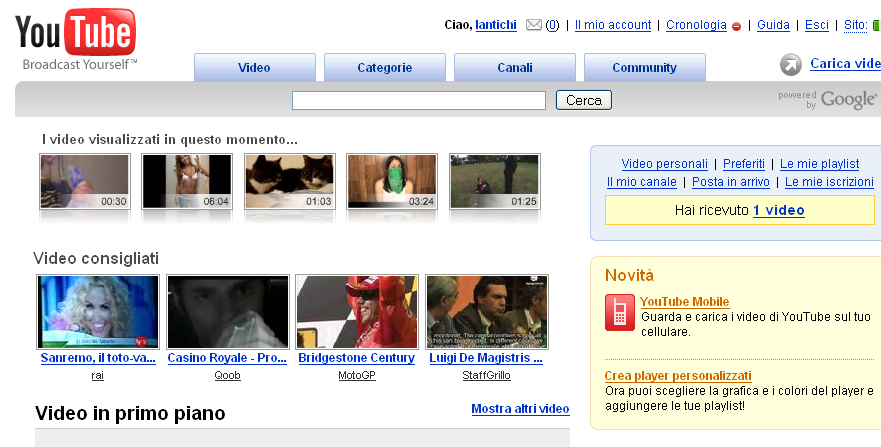 YouTube
Broadcast Yourself™
Ciao, Iantichi (0) | Il mio account | Cronologia | Guida | Esci | Sito:
Video Categorie Canali Community
Carica vide
Cerca
powered by Google
I video visualizzati in questo momento...
00:30 06:04 01:03 03:24 01:25
Video personali | Preferiti | Le mie playlist
Il mio canale | Posta in arrivo | Le mie iscrizioni
Hai ricevuto 1 video
Video consigliati
Sanremo, il toto-va... Casino Royale - Pro... Bridgestone Century Luigi De Magistris ...
rai Qoob MotoGP StaffGrillo
Novità
YouTube Mobile
Guarda e carica i video di YouTube sul tuo
cellulare.
Crea player personalizzati
Ora puoi scegliere la grafica e i colori del player e
aggiungere le tue playlist!
Video in primo piano
Mostra altri video